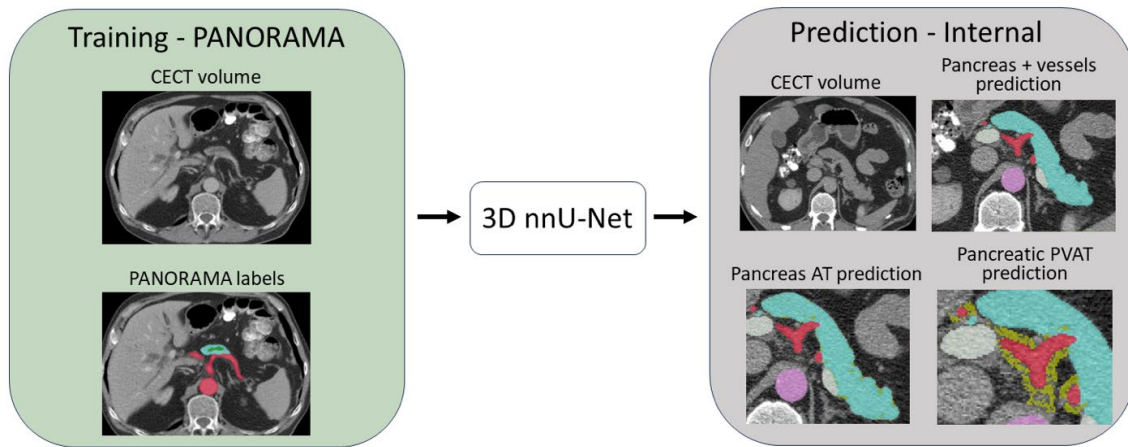 Training - PANORAMA
CECT volume
PANORAMA labels
3D nnU-Net
Prediction - Internal
CECT volume
Pancreas + vessels
prediction
Pancreas AT prediction
Pancreatic PVAT
prediction